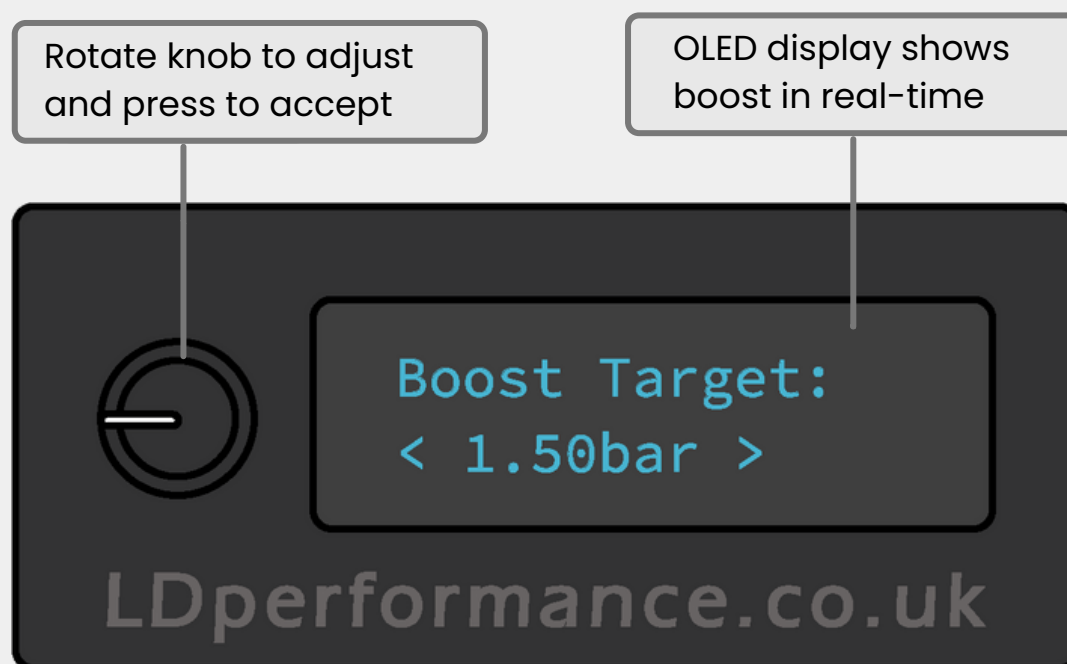 Rotate knob to adjust
and press to accept
OLED display shows
boost in real-time
Boost Target:
< 1.50bar >
LDperformance.co.uk